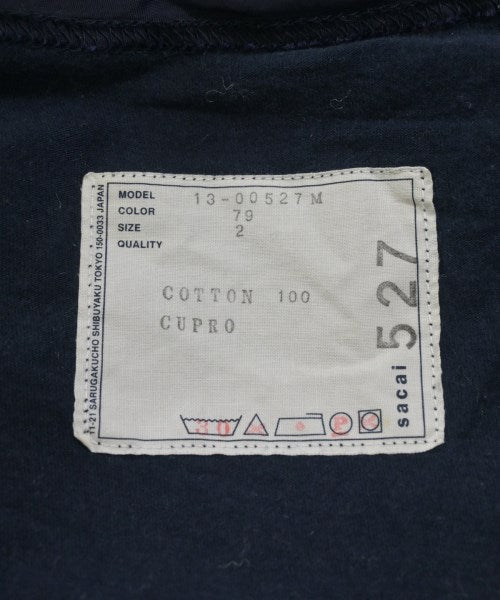 MODEL 13-00527M
COLOR 79
SIZE 2
QUALITY
COTTON 100
CUPRO
30
P
sacai 527
11-21 SARUGAKUCHO SHIBUYAKU TOKYO 150-0033 JAPAN